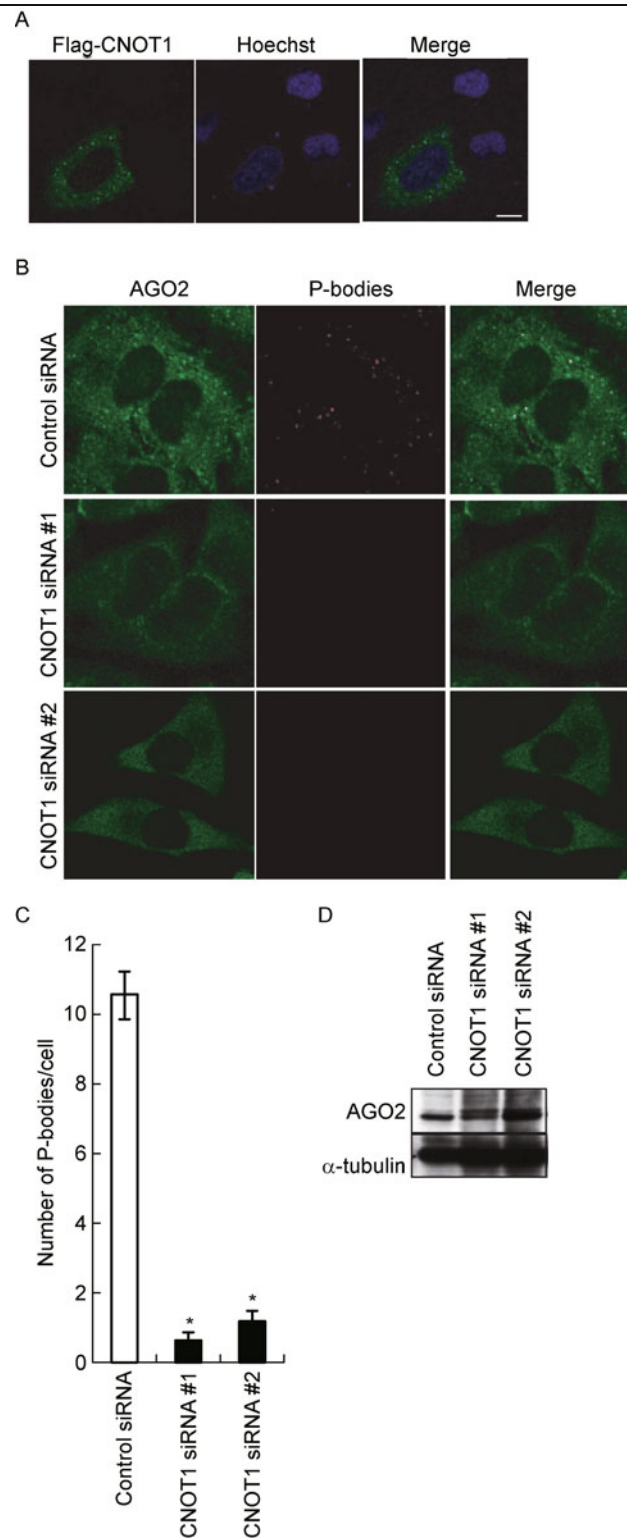 A
Flag-CNOT1 Hoechst Merge
B
AGO2 P-bodies Merge
Control siRNA
CNOT1 siRNA #1
CNOT1 siRNA #2
C
Number of P-bodies/cell
12
10
8
6
4
2
0
* *
Control siRNA
CNOT1 siRNA #1
CNOT1 siRNA #2
D
Control siRNA
CNOT1 siRNA #1
CNOT1 siRNA #2
AGO2
α-tubulin